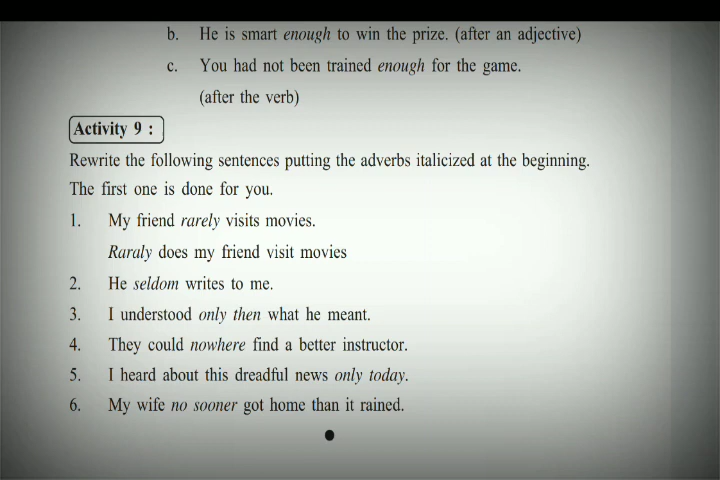 b. He is smart enough to win the prize. (after an adjective)
c. You had not been trained enough for the game.
(after the verb)
Activity 9 :
Rewrite the following sentences putting the adverbs italicized at the beginning.
The first one is done for you.
1. My friend rarely visits movies.
Raraly does my friend visit movies
2. He seldom writes to me.
3. I understood only then what he meant.
4. They could nowhere find a better instructor.
5. I heard about this dreadful news only today.
6. My wife no sooner got home than it rained.